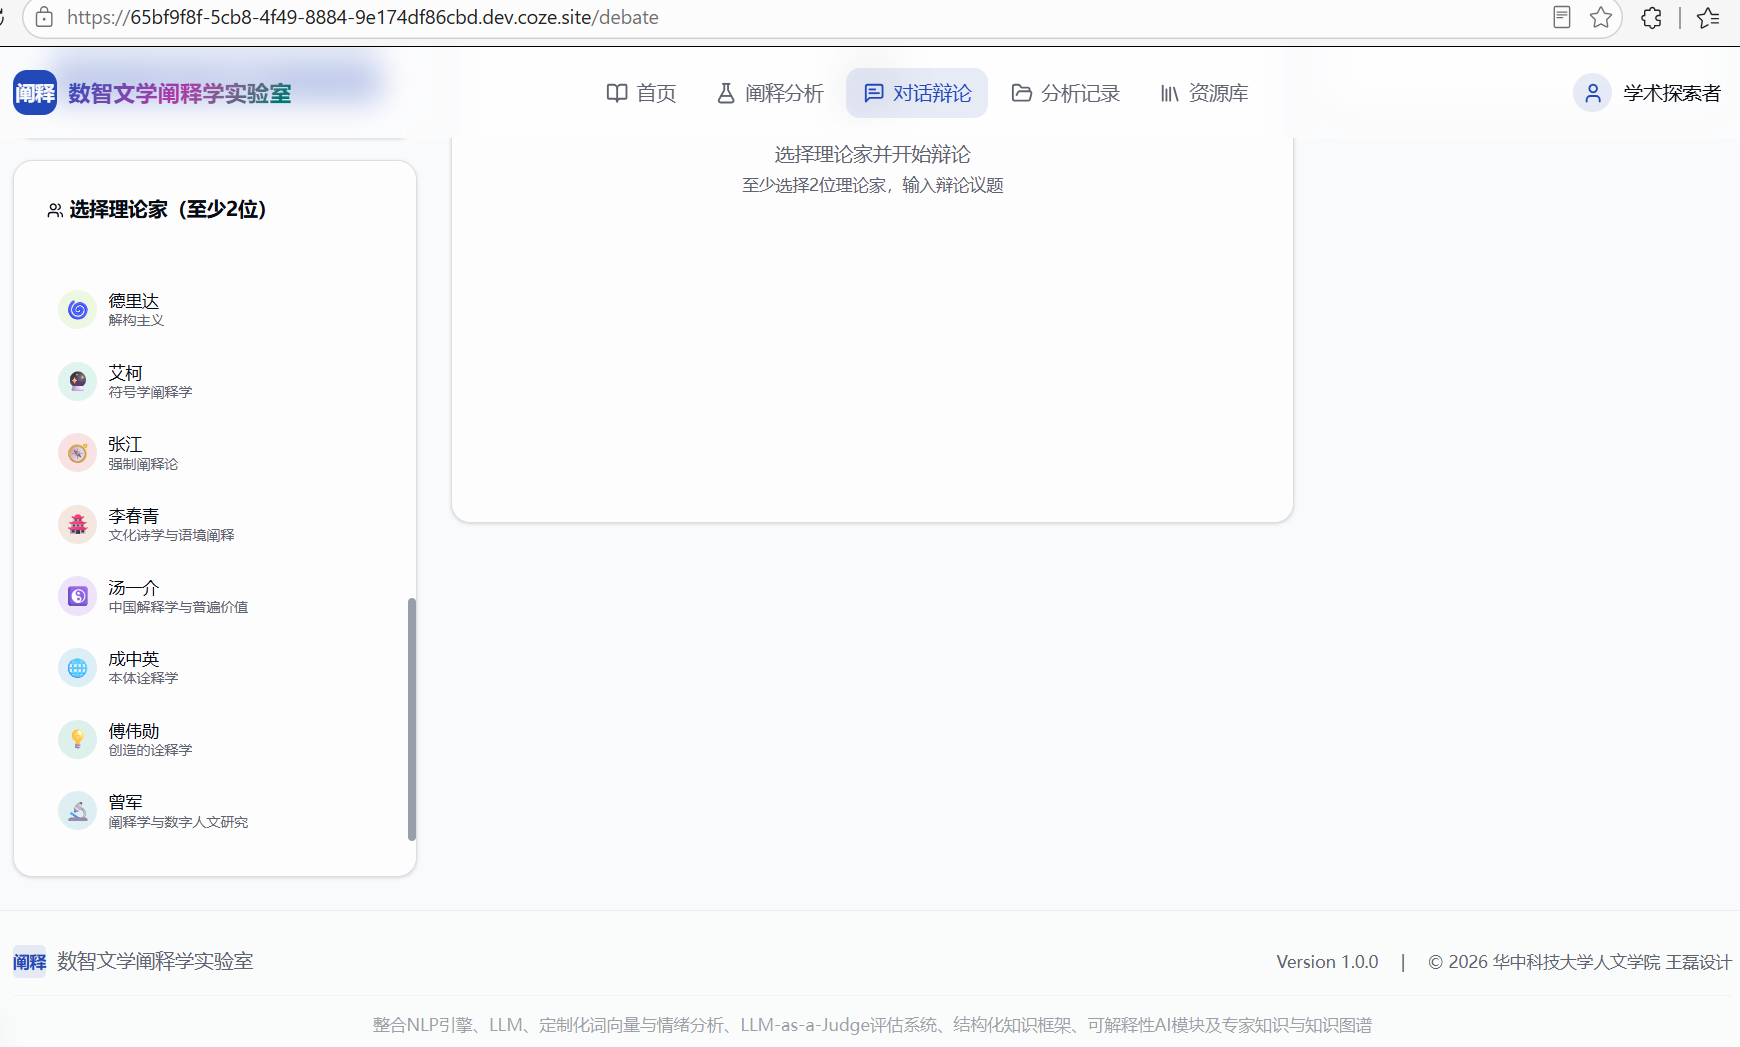 https://65bf9f8f-5cb8-4f49-8884-9e174df86cbd.dev.coze.site/debate
阐释 数智文学阐释学实验室 首页 阐释分析 对话辩论 分析记录 资源库 学术探索者
选择理论家并开始辩论
至少选择2位理论家，输入辩论议题
选择理论家（至少2位）
德里达
解构主义
艾柯
符号学阐释学
张江
强制阐释论
李春青
文化诗学与语境阐释
汤一介
中国解释学与普遍价值
成中英
本体诠释学
傅伟勋
创造的诠释学
曾军
阐释学与数字人文研究
阐释 数智文学阐释学实验室
Version 1.0.0 | © 2026 华中科技大学人文学院 王磊设计
整合NLP引擎、LLM、定制化词向量与情绪分析、LLM-as-a-Judge评估系统、结构化知识框架、可解释性AI模块及专家知识与知识图谱